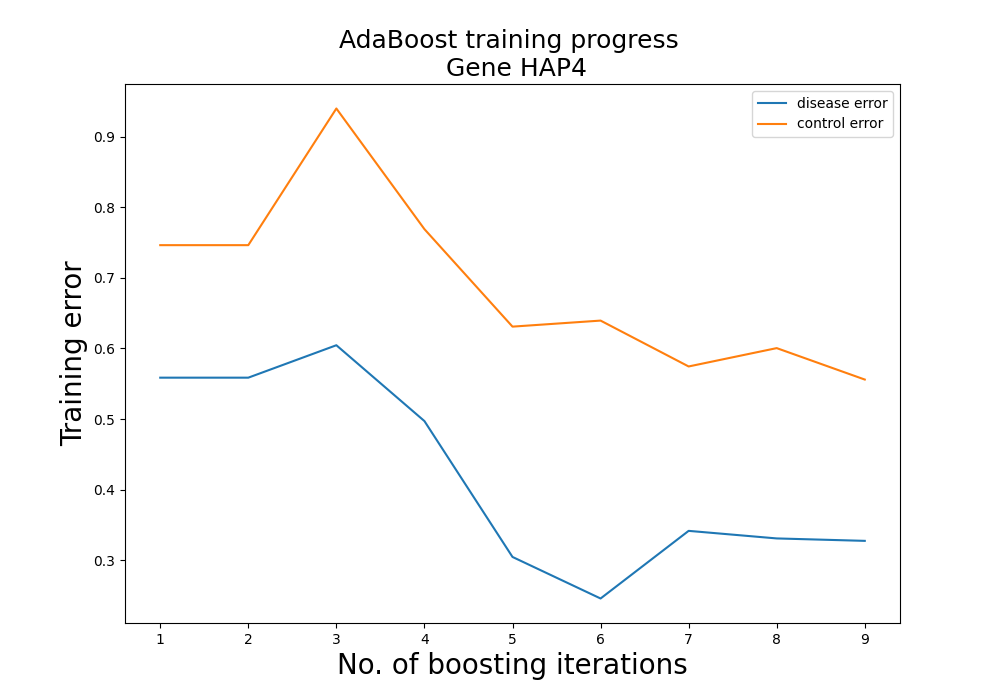 AdaBoost training progress
Gene HAP4
disease error
control error
Training error
0.9
0.8
0.7
0.6
0.5
0.4
0.3
1 2 3 4 5 6 7 8 9
No. of boosting iterations